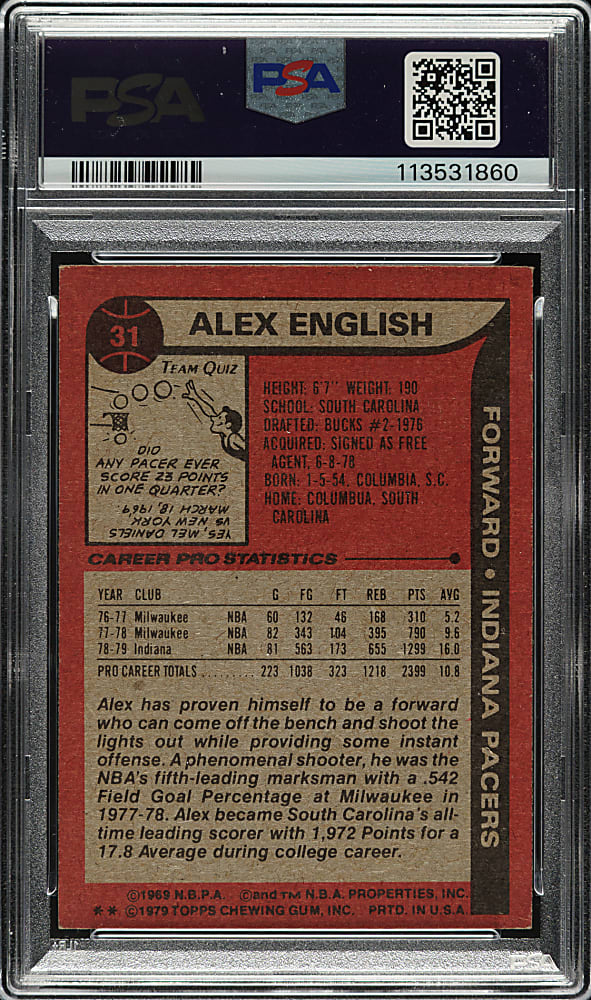 PSA
PSA
113531860
31
ALEX ENGLISH
TEAM QUIZ
DID
ANY PACER EVER
SCORE 23 POINTS
IN ONE QUARTER?
YES, MEL DANIELS
VS NEW YORK
MARCH 18, 1969.
HEIGHT: 6'7" WEIGHT: 190
SCHOOL: SOUTH CAROLINA
DRAFTED: BUCKS #2-1976
ACQUIRED: SIGNED AS FREE
AGENT, 6-8-78
BORN: 1-5-54, COLUMBIA, S.C.
HOME: COLUMBUA, SOUTH
CAROLINA
FORWARD • INDIANA PACERS
CAREER PRO STATISTICS
YEAR CLUB G FG FT REB PTS AVG
76-77 Milwaukee NBA 60 132 46 168 310 5.2
77-78 Milwaukee NBA 82 343 104 395 790 9.6
78-79 Indiana NBA 81 563 173 655 1299 16.0
PRO CAREER TOTALS ......... 223 1038 323 1218 2399 10.8
Alex has proven himself to be a forward
who can come off the bench and shoot the
lights out while providing some instant
offense. A phenomenal shooter, he was the
NBA's fifth-leading marksman with a .542
Field Goal Percentage at Milwaukee in
1977-78. Alex became South Carolina's all-
time leading scorer with 1,972 Points for a
17.8 Average during college career.
©1969 N.B.P.A. ©and TM N.B.A. PROPERTIES, INC.
** ©1979 TOPPS CHEWING GUM, INC. PRTD. IN U.S.A.
PSA